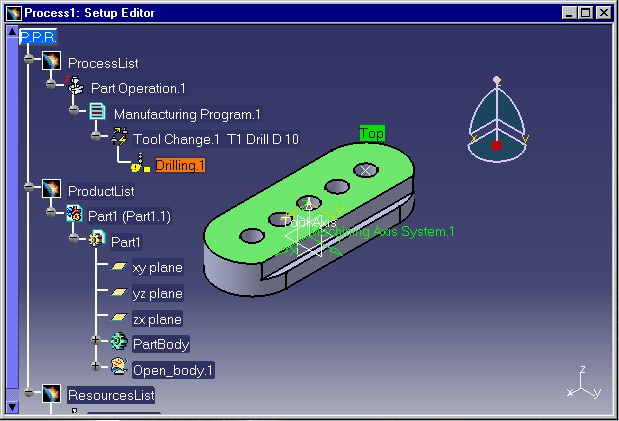 Process1: Setup Editor
P.P.R.
ProcessList
Part Operation.1
Manufacturing Program.1
Tool Change.1 T1 Drill D 10
Drilling.1
ProductList
Part1 (Part1.1)
Part1
xy plane
yz plane
zx plane
PartBody
Open_body.1
ResourcesList
Top
Tool Axis
Machining Axis System.1
z
x
y
z
x
y